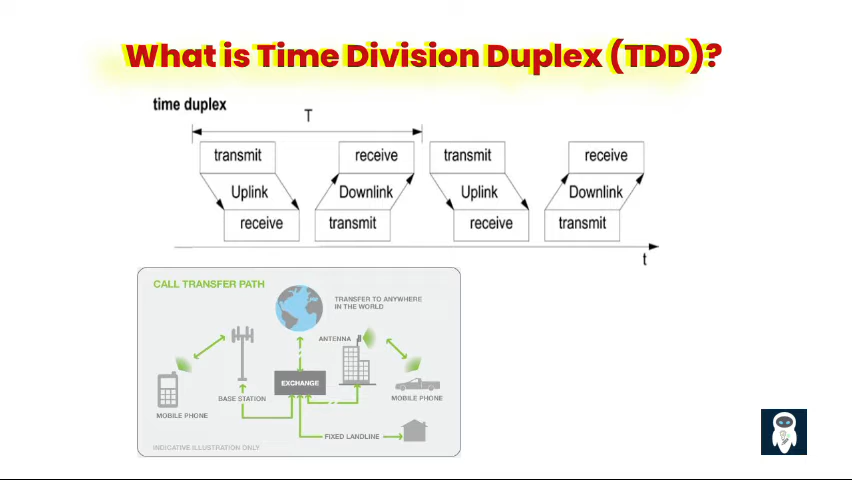 What is Time Division Duplex (TDD)?
time duplex
T
transmit
receive
transmit
receive
Uplink
Downlink
Uplink
Downlink
receive
transmit
receive
transmit
t
CALL TRANSFER PATH
TRANSFER TO ANYWHERE
IN THE WORLD
ANTENNA
EXCHANGE
BASE STATION
MOBILE PHONE
MOBILE PHONE
FIXED LANDLINE
INDICATIVE ILLUSTRATION ONLY